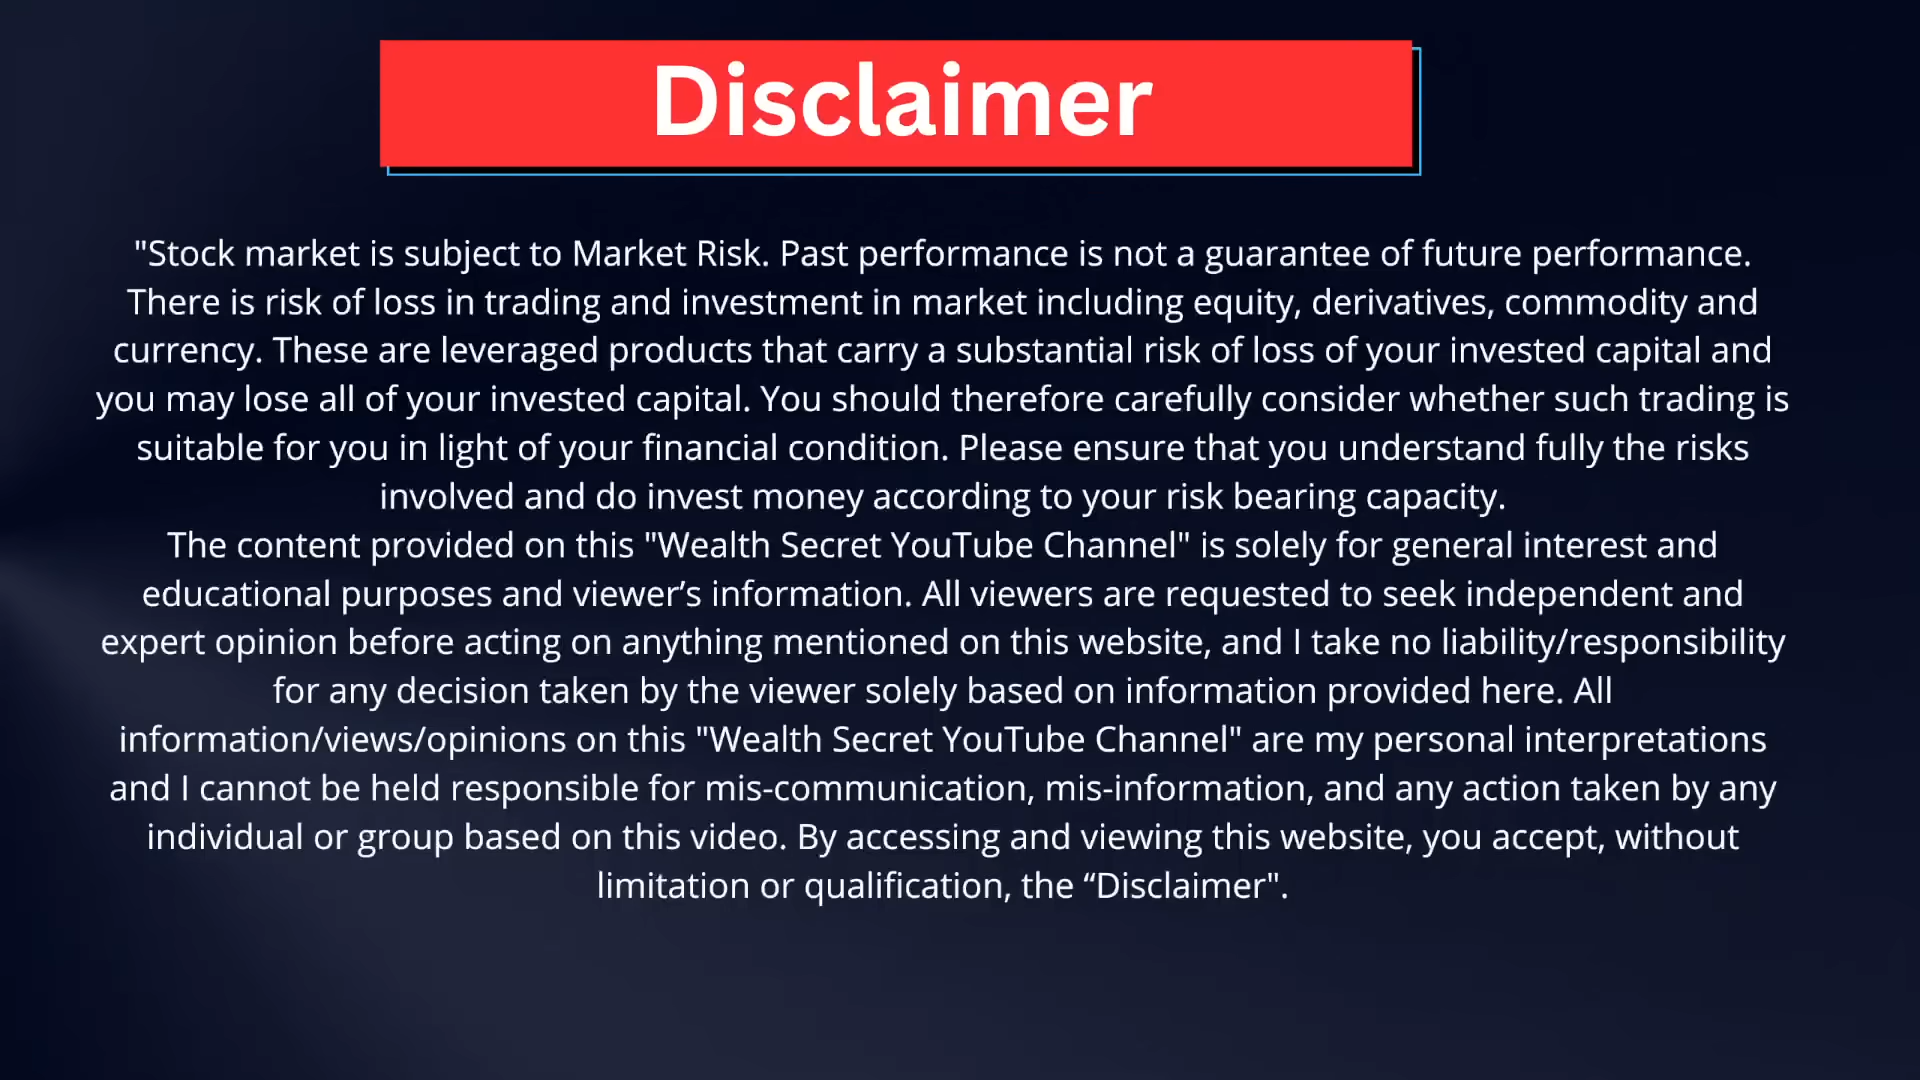 Disclaimer
"Stock market is subject to Market Risk. Past performance is not a guarantee of future performance.
There is risk of loss in trading and investment in market including equity, derivatives, commodity and
currency. These are leveraged products that carry a substantial risk of loss of your invested capital and
you may lose all of your invested capital. You should therefore carefully consider whether such trading is
suitable for you in light of your financial condition. Please ensure that you understand fully the risks
involved and do invest money according to your risk bearing capacity.
The content provided on this "Wealth Secret YouTube Channel" is solely for general interest and
educational purposes and viewer’s information. All viewers are requested to seek independent and
expert opinion before acting on anything mentioned on this website, and I take no liability/responsibility
for any decision taken by the viewer solely based on information provided here. All
information/views/opinions on this "Wealth Secret YouTube Channel" are my personal interpretations
and I cannot be held responsible for mis-communication, mis-information, and any action taken by any
individual or group based on this video. By accessing and viewing this website, you accept, without
limitation or qualification, the “Disclaimer".